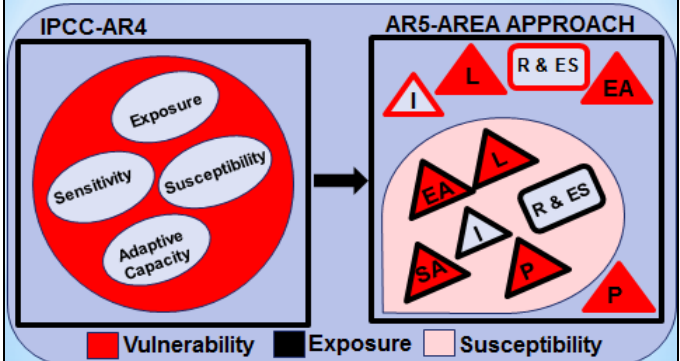 IPCC-AR4
AR5-AREA APPROACH
Exposure
Sensitivity
Susceptibility
Adaptive
Capacity
I
L
R & ES
EA
EA
L
R & ES
I
SA
P
P
Vulnerability
Exposure
Susceptibility